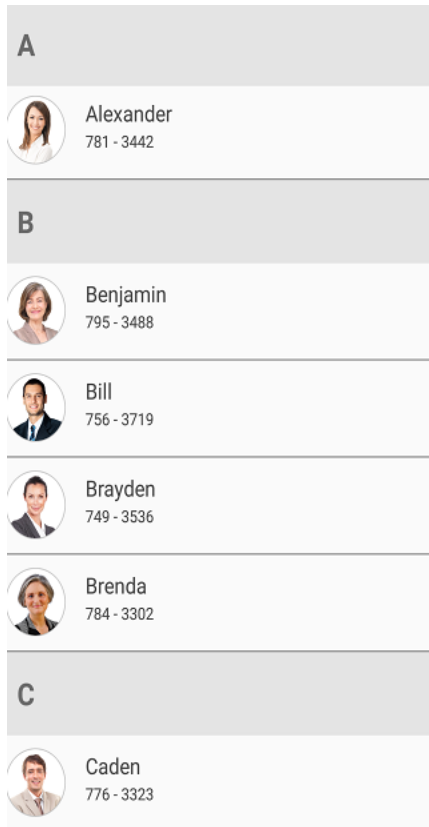 A
Alexander
781 - 3442
B
Benjamin
795 - 3488
Bill
756 - 3719
Brayden
749 - 3536
Brenda
784 - 3302
C
Caden
776 - 3323